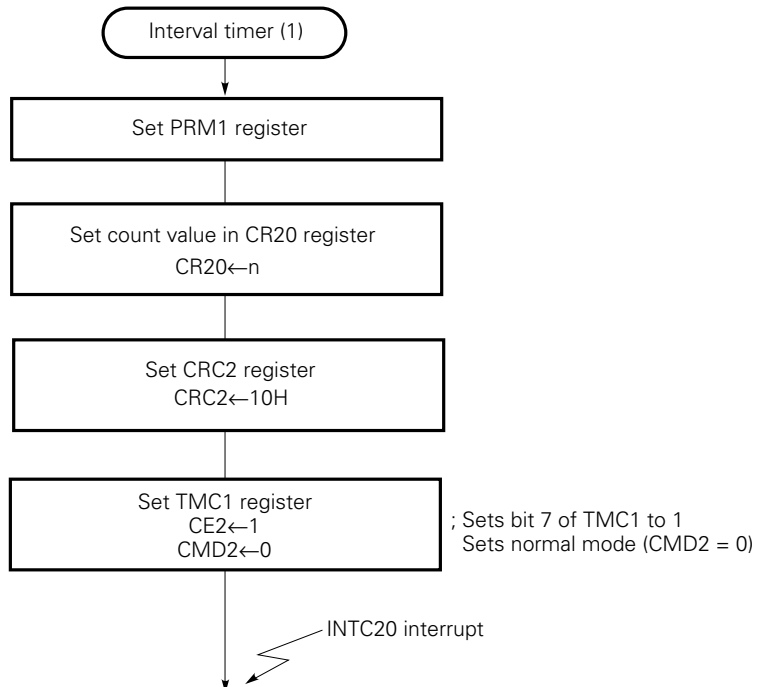 Interval timer (1)
Set PRM1 register
Set count value in CR20 register
CR20←n
Set CRC2 register
CRC2←10H
Set TMC1 register
CE2←1
CMD2←0
; Sets bit 7 of TMC1 to 1
Sets normal mode (CMD2 = 0)
INTC20 interrupt